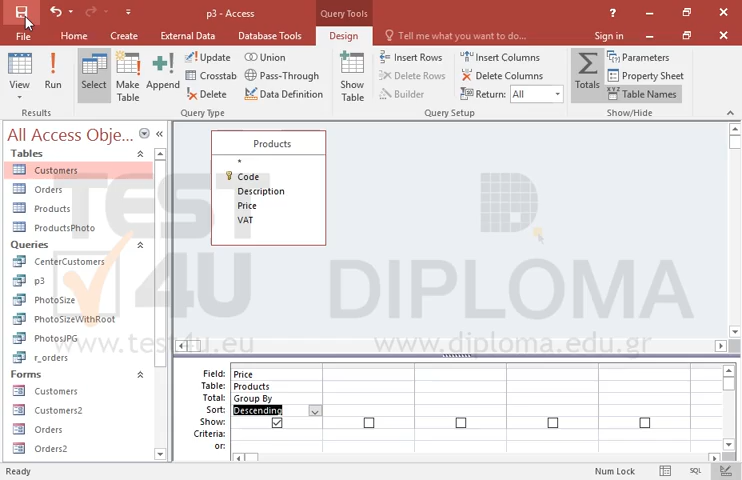 p3 - Access
Query Tools
?
File
Home
Create
External Data
Database Tools
Design
Tell me what you want to do...
Sign in
View
Run
Select
Make Table
Append
Update
Crosstab
Delete
Union
Pass-Through
Data Definition
Show Table
Insert Rows
Delete Rows
Builder
Insert Columns
Delete Columns
Return:
All
Totals
Parameters
Property Sheet
XYZ
Table Names
Results
Query Type
Query Setup
Show/Hide
All Access Obje...
Tables
Customers
Orders
Products
ProductsPhoto
Queries
CenterCustomers
p3
PhotoSize
PhotoSizeWithRoot
PhotosJPG
r_orders
Forms
Customers
Customers2
Orders
Orders2
Products
*
Code
Description
Price
VAT
TEST 4U
www.test4u.eu
DIPLOMA
www.diploma.edu.gr
Field: Price
Table: Products
Total: Group By
Sort: Descending
Show:
Criteria:
or:
Ready
Num Lock
SQL